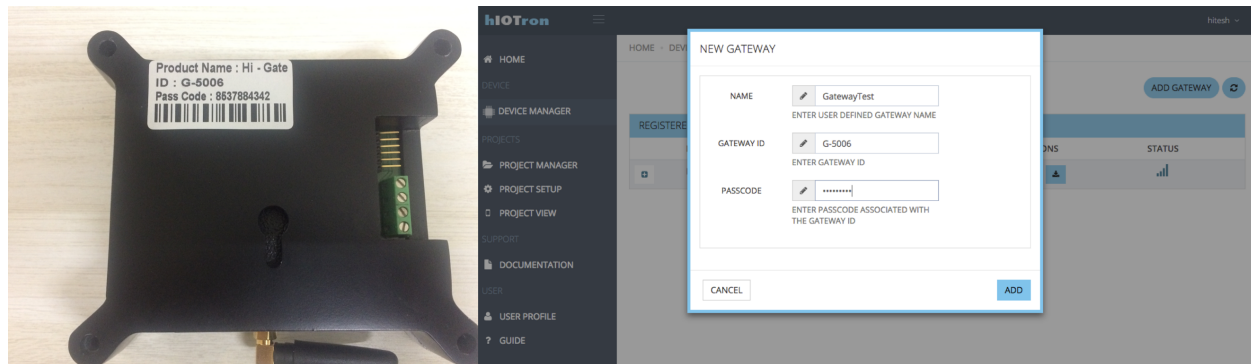 Product Name : Hi - Gate
ID : G-5006
Pass Code : 8537884342
hIOTron
hitesh
HOME
DEVICE
DEVICE MANAGER
PROJECTS
PROJECT MANAGER
PROJECT SETUP
PROJECT VIEW
SUPPORT
DOCUMENTATION
USER
USER PROFILE
? GUIDE
HOME
ADD GATEWAY
STATUS
NEW GATEWAY
NAME
GatewayTest
ENTER USER DEFINED GATEWAY NAME
GATEWAY ID
G-5006
ENTER GATEWAY ID
PASSCODE
•••••••••
ENTER PASSCODE ASSOCIATED WITH
THE GATEWAY ID
CANCEL
ADD